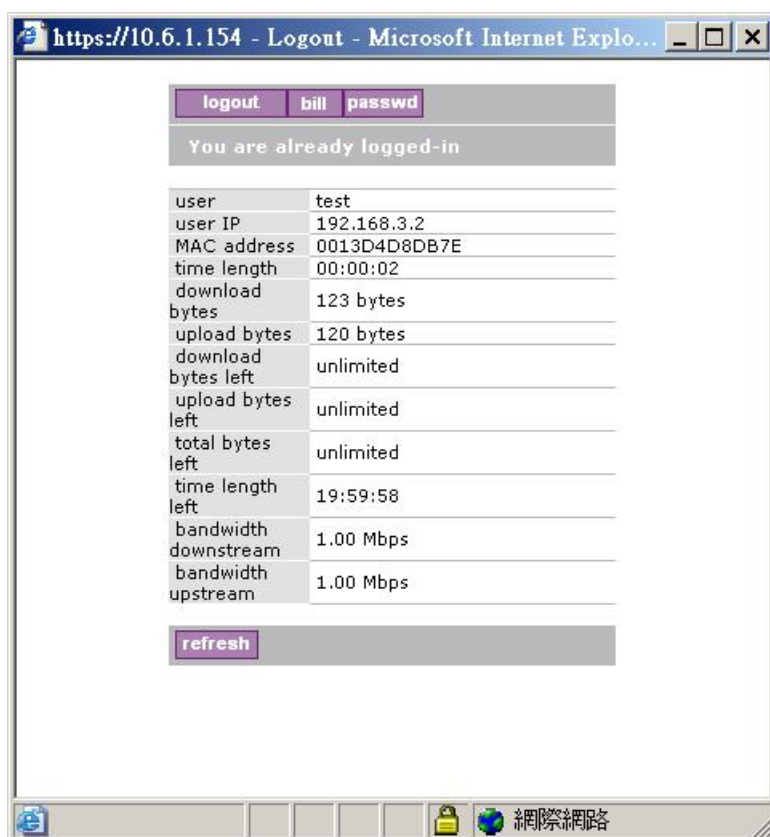 https://10.6.1.154 - Logout - Microsoft Internet Explo...
logout bill passwd
You are already logged-in
user test
user IP 192.168.3.2
MAC address 0013D4D8DB7E
time length 00:00:02
download bytes 123 bytes
upload bytes 120 bytes
download bytes left unlimited
upload bytes left unlimited
total bytes left unlimited
time length left 19:59:58
bandwidth downstream 1.00 Mbps
bandwidth upstream 1.00 Mbps
refresh
網際網路